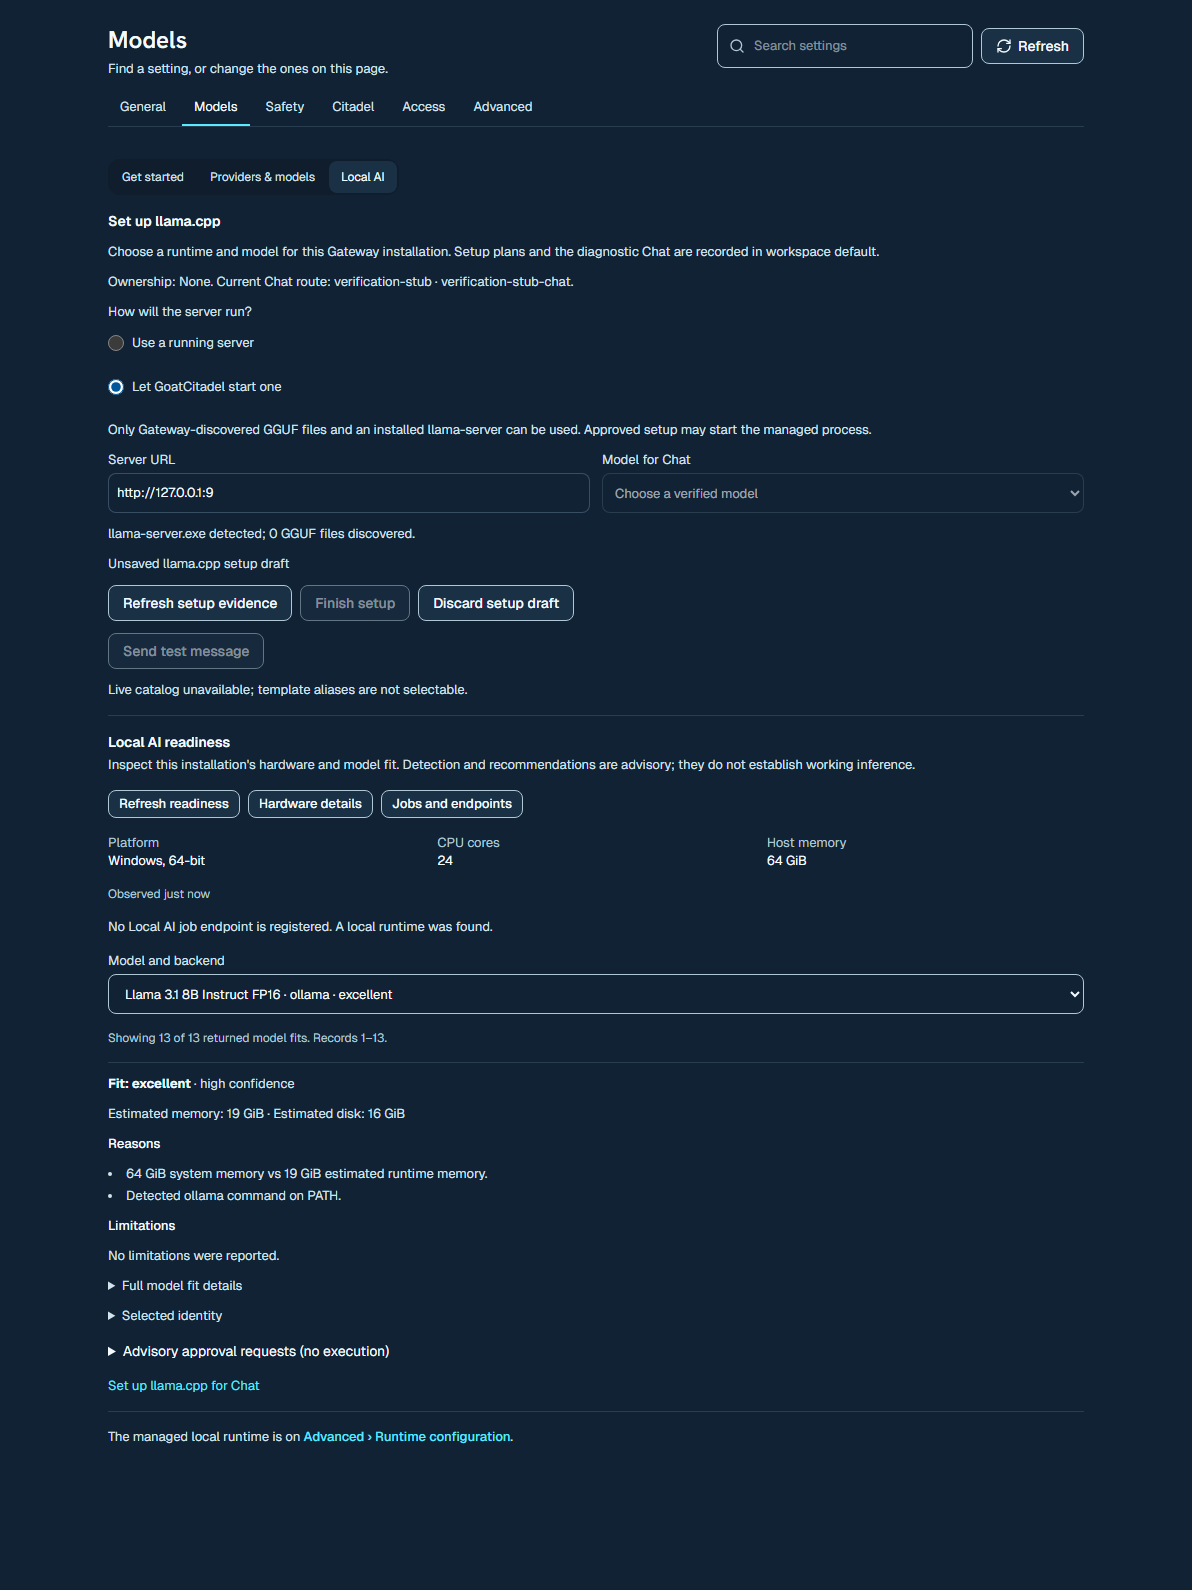 Models
Find a setting, or change the ones on this page.
Search settings
Refresh
General
Models
Safety
Citadel
Access
Advanced
Get started
Providers & models
Local AI
Set up llama.cpp
Choose a runtime and model for this Gateway installation. Setup plans and the diagnostic Chat are recorded in workspace default.
Ownership: None. Current Chat route: verification-stub · verification-stub-chat.
How will the server run?
Use a running server
Let GoatCitadel start one
Only Gateway-discovered GGUF files and an installed llama-server can be used. Approved setup may start the managed process.
Server URL
Model for Chat
http://127.0.0.1:9
Choose a verified model
llama-server.exe detected; 0 GGUF files discovered.
Unsaved llama.cpp setup draft
Refresh setup evidence
Finish setup
Discard setup draft
Send test message
Live catalog unavailable; template aliases are not selectable.
Local AI readiness
Inspect this installation's hardware and model fit. Detection and recommendations are advisory; they do not establish working inference.
Refresh readiness
Hardware details
Jobs and endpoints
Platform
CPU cores
Host memory
Windows, 64-bit
24
64 GiB
Observed just now
No Local AI job endpoint is registered. A local runtime was found.
Model and backend
Llama 3.1 8B Instruct FP16 · ollama · excellent
Showing 13 of 13 returned model fits. Records 1–13.
Fit: excellent · high confidence
Estimated memory: 19 GiB · Estimated disk: 16 GiB
Reasons
• 64 GiB system memory vs 19 GiB estimated runtime memory.
• Detected ollama command on PATH.
Limitations
No limitations were reported.
Full model fit details
Selected identity
Advisory approval requests (no execution)
Set up llama.cpp for Chat
The managed local runtime is on Advanced › Runtime configuration.